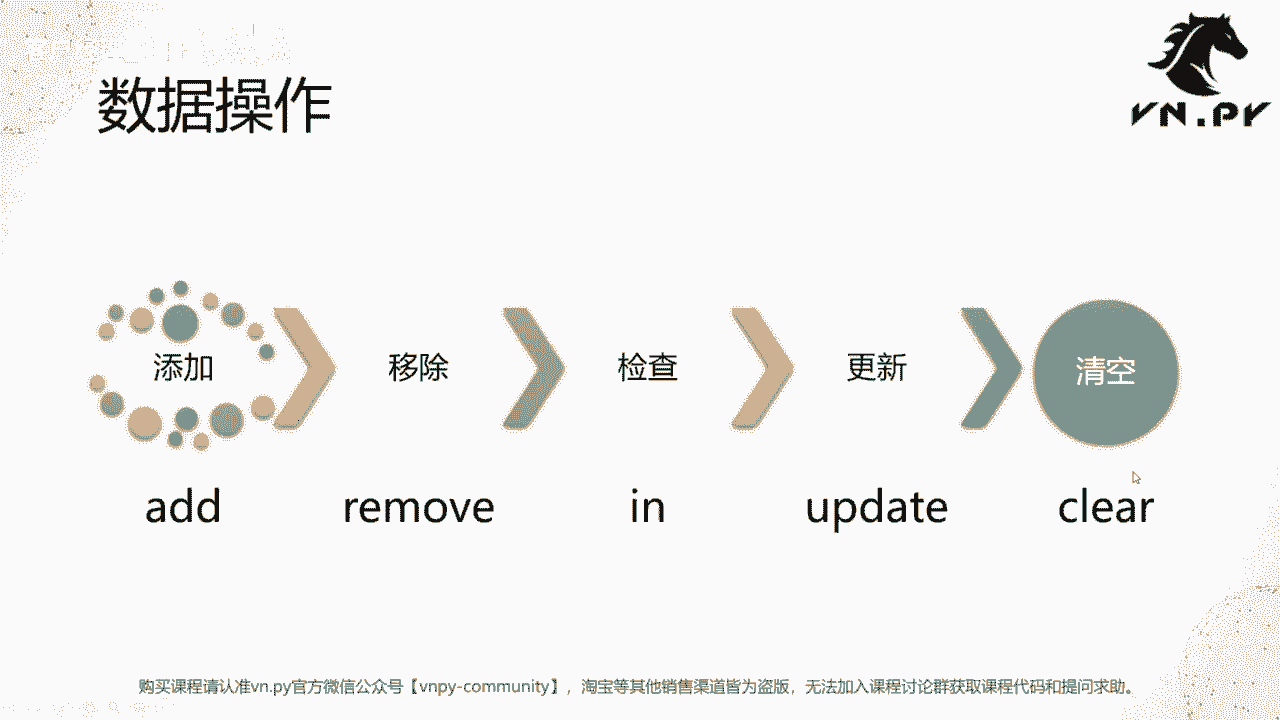 VN.PY
数据操作
添加
移除
检查
更新
清空
add
remove
in
update
clear
购买课程请认准vn.py官方微信公众号【vnpy-community】，淘宝等其他销售渠道皆为盗版，无法加入课程讨论群获取课程代码和提问求助。